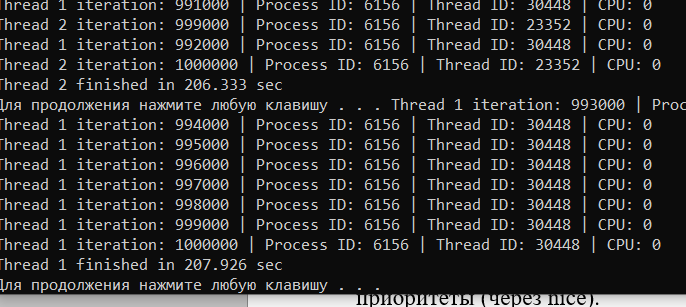 Thread 1 iteration: 991000 | Process ID: 6156 | Thread ID: 30448 | CPU: 0
Thread 2 iteration: 999000 | Process ID: 6156 | Thread ID: 23352 | CPU: 0
Thread 1 iteration: 992000 | Process ID: 6156 | Thread ID: 30448 | CPU: 0
Thread 2 iteration: 1000000 | Process ID: 6156 | Thread ID: 23352 | CPU: 0
Thread 2 finished in 206.333 sec
Для продолжения нажмите любую клавишу . . . Thread 1 iteration: 993000 | Proc
Thread 1 iteration: 994000 | Process ID: 6156 | Thread ID: 30448 | CPU: 0
Thread 1 iteration: 995000 | Process ID: 6156 | Thread ID: 30448 | CPU: 0
Thread 1 iteration: 996000 | Process ID: 6156 | Thread ID: 30448 | CPU: 0
Thread 1 iteration: 997000 | Process ID: 6156 | Thread ID: 30448 | CPU: 0
Thread 1 iteration: 998000 | Process ID: 6156 | Thread ID: 30448 | CPU: 0
Thread 1 iteration: 999000 | Process ID: 6156 | Thread ID: 30448 | CPU: 0
Thread 1 iteration: 1000000 | Process ID: 6156 | Thread ID: 30448 | CPU: 0
Thread 1 finished in 207.926 sec
Для продолжения нажмите любую клавишу . . .
приоритеты (через nice).